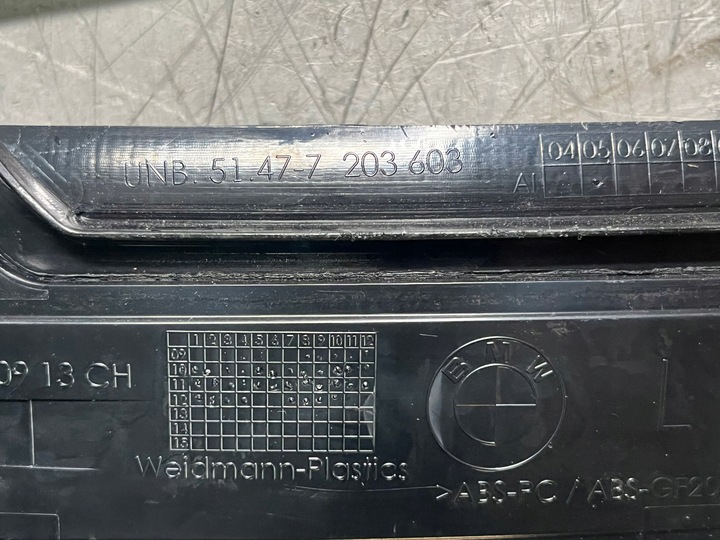 UNB. 51.47-7 203 603
04 05 06 07 08
AI
1 2 3 4 5 6 7 8 9 10 11 12
09
10
11
12
13
14
15
09 13 CH
BMW
L
Weidmann-Plastics
>ABS-PC / ABS-GF20